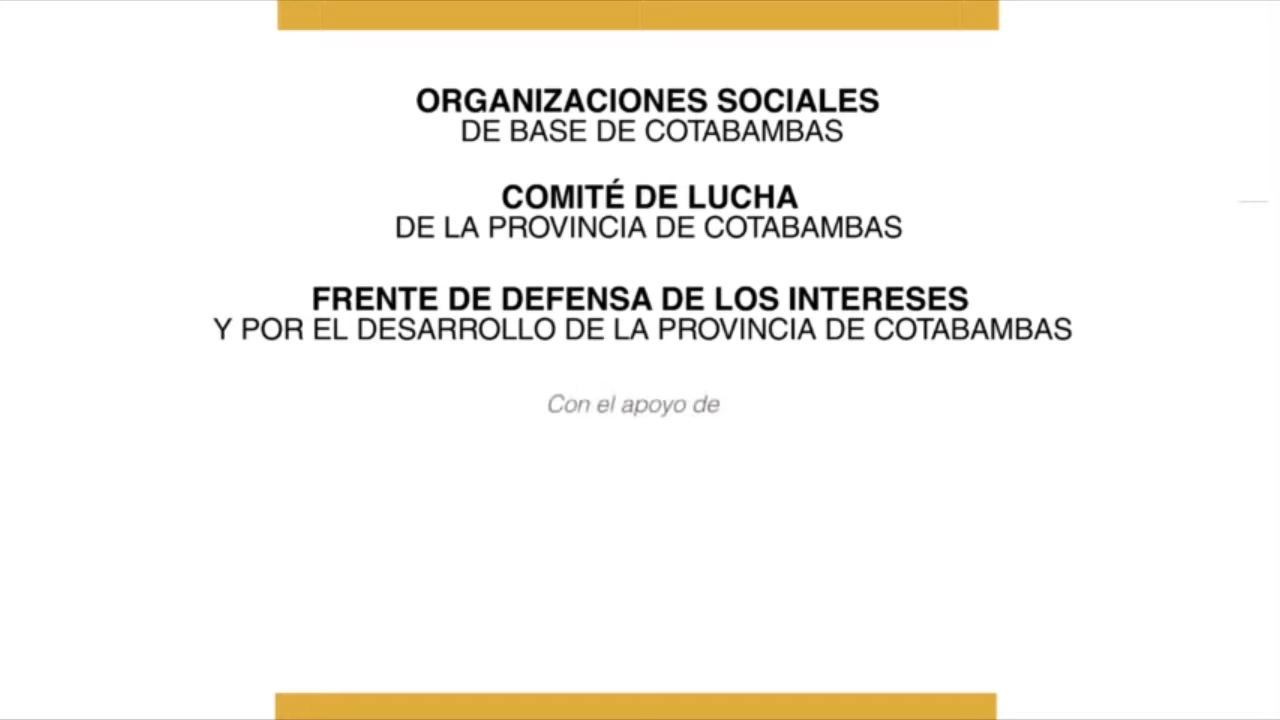 ORGANIZACIONES SOCIALES
DE BASE DE COTABAMBAS
COMITÉ DE LUCHA
DE LA PROVINCIA DE COTABAMBAS
FRENTE DE DEFENSA DE LOS INTERESES
Y POR EL DESARROLLO DE LA PROVINCIA DE COTABAMBAS
Con el apoyo de